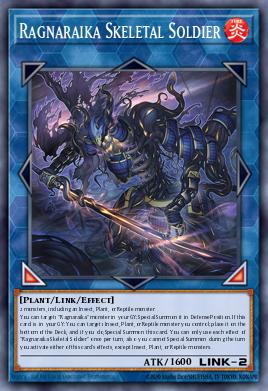 Ragnaraika Skeletal Soldier
炎
[Plant/Link/Effect]
2 monsters, including an Insect, Plant, or Reptile monster
You can target 1 "Ragnaraika" monster in your GY; Special Summon it in Defense Position. If this
card is in your GY: You can target 1 Insect, Plant, or Reptile monster you control; place it on the
bottom of the Deck, and if you do, Special Summon this card. You can only use each effect of
"Ragnaraika Skeletal Soldier" once per turn, also you cannot Special Summon during the turn
you activate either of this card's effects, except Insect, Plant, or Reptile monsters.
ATK/1600 LINK-2